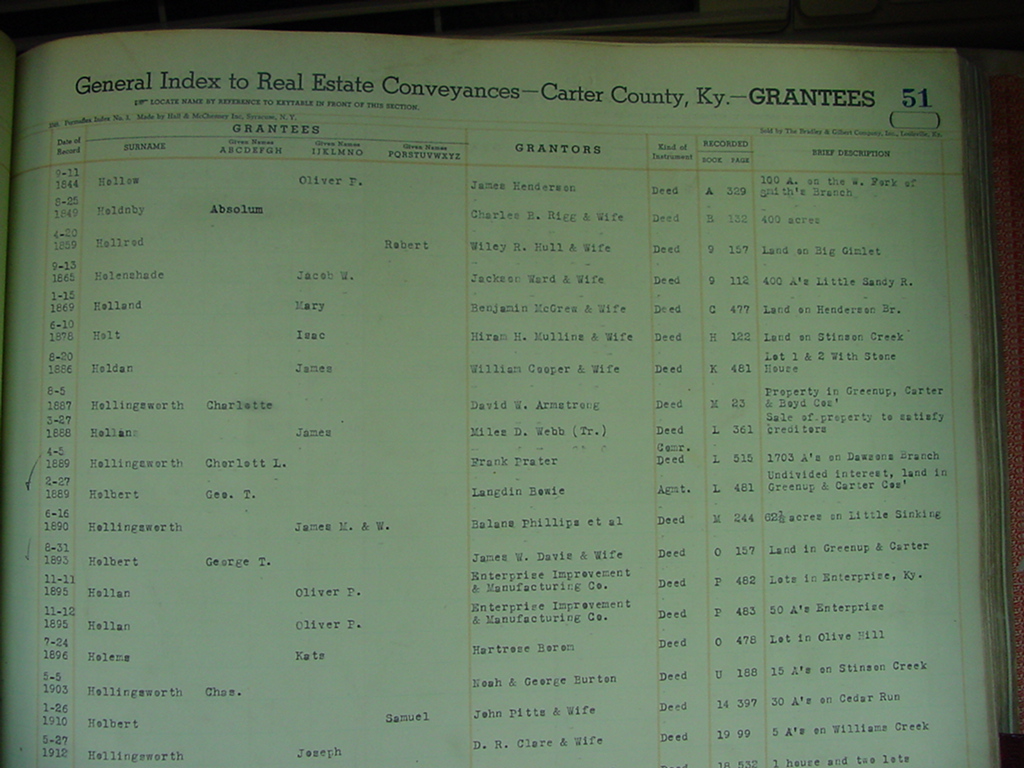 General Index to Real Estate Conveyances—Carter County, Ky.—GRANTEES 51
LOCATE NAME BY REFERENCE TO KEYTABLE IN FRONT OF THIS SECTION.
Index No. 1. Made by Hall & McChesney Inc, Syracuse, N. Y. Sold by The Bradley & Gilbert Company, Inc., Louisville, Ky.
Date of Record GRANTEES SURNAME Given Names ABCDEFGH Given Names IJKLMNO Given Names PQRSTUVWXYZ GRANTORS Kind of Instrument RECORDED BOOK PAGE BRIEF DESCRIPTION
9-11 1844 Hollow Oliver P. James Henderson Deed A 329 100 A. on the W. Fork of Smith's Branch
8-25 1849 Holdnby Absolum Charles R. Rigg & Wife Deed B 132 400 acres
4-20 1859 Hollred Robert Wiley R. Hull & Wife Deed 9 157 Land on Big Gimlet
9-13 1865 Holenshade Jacob W. Jackson Ward & Wife Deed 9 112 400 A's Little Sandy R.
1-15 1869 Holland Mary Benjamin McGrew & Wife Deed C 477 Land on Henderson Br.
6-10 1878 Holt Isac Hiram H. Mullins & Wife Deed H 122 Land on Stinson Creek
8-20 1886 Holdan James William Cooper & Wife Deed K 481 Lot 1 & 2 With Stone House
8-5 1887 Hollingsworth Charlotte David W. Armstrong Deed M 23 Property in Greenup, Carter & Boyd Cos'
3-27 1888 Hollan James Miles D. Webb (Tr.) Deed L 361 Sale of property to satisfy creditors
4-5 1889 Hollingsworth Charlott L. Frank Prater Comr. Deed L 515 1703 A's on Dawsons Branch
2-27 1889 Holbert Geo. T. Langdin Bowie Agmt. L 481 Undivided interest, land in Greenup & Carter Cos'
6-16 1890 Hollingsworth James M. & W. Balans Phillips et al Deed M 244 62½ acres on Little Sinking
8-31 1893 Holbert George T. James W. Davis & Wife Deed O 157 Land in Greenup & Carter
11-11 1895 Hollan Oliver P. Enterprise Improvement & Manufacturing Co. Deed P 482 Lots in Enterprise, Ky.
11-12 1895 Hollan Oliver P. Enterprise Improvement & Manufacturing Co. Deed P 483 50 A's Enterprise
7-24 1896 Holems Kate Hartrose Borom Deed O 478 Lot in Olive Hill
5-5 1903 Hollingsworth Chas. Noah & George Burton Deed U 188 15 A's on Stinson Creek
1-26 1910 Holbert Samuel John Pitts & Wife Deed 14 397 30 A's on Cedar Run
5-27 1912 Hollingsworth Joseph D. R. Clare & Wife Deed 19 99 5 A's on Williams Creek
Deed 18 532 1 house and two lots